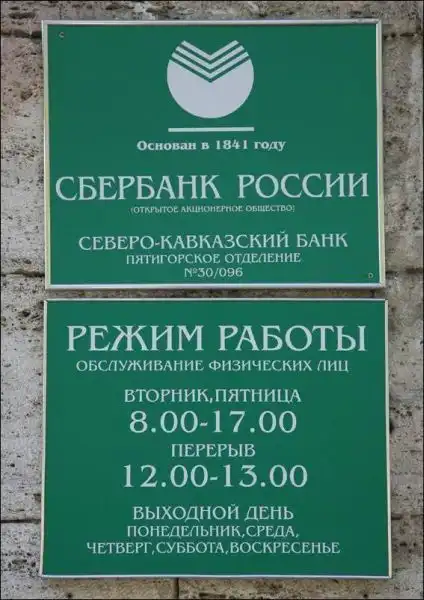 Основан в 1841 году
СБЕРБАНК РОССИИ
(ОТКРЫТОЕ АКЦИОНЕРНОЕ ОБЩЕСТВО)
СЕВЕРО-КАВКАЗСКИЙ БАНК
ПЯТИГОРСКОЕ ОТДЕЛЕНИЕ
№30/096
РЕЖИМ РАБОТЫ
ОБСЛУЖИВАНИЕ ФИЗИЧЕСКИХ ЛИЦ
ВТОРНИК,ПЯТНИЦА
8.00-17.00
ПЕРЕРЫВ
12.00-13.00
ВЫХОДНОЙ ДЕНЬ
ПОНЕДЕЛЬНИК,СРЕДА,
ЧЕТВЕРГ,СУББОТА,ВОСКРЕСЕНЬЕ